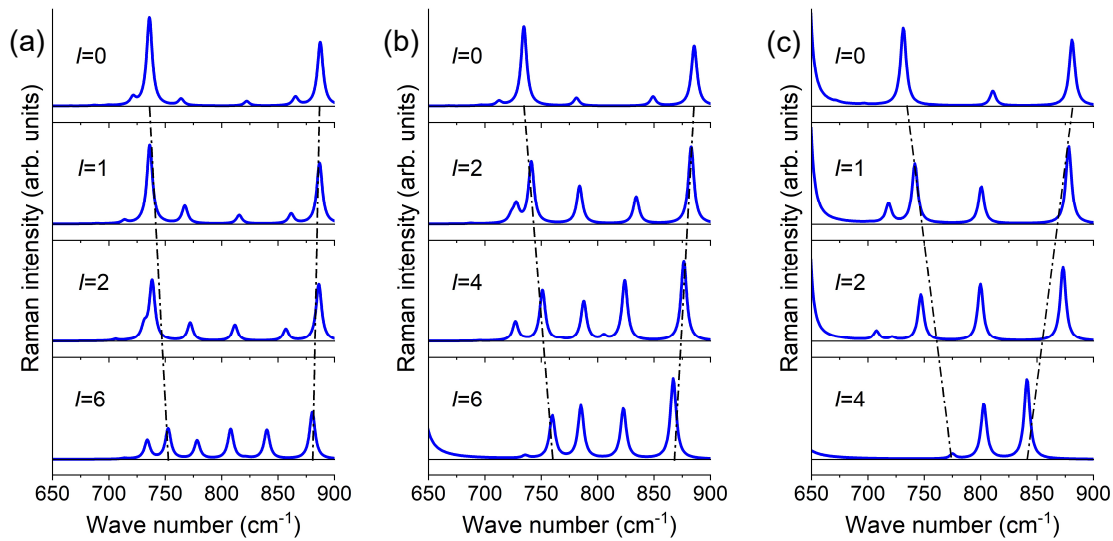 (a)
Raman intensity (arb. units)
l=0
l=1
l=2
l=6
650 700 750 800 850 900
Wave number (cm⁻¹)
(b)
Raman intensity (arb. units)
l=0
l=2
l=4
l=6
650 700 750 800 850 900
Wave number (cm⁻¹)
(c)
Raman intensity (arb. units)
l=0
l=1
l=2
l=4
650 700 750 800 850 900
Wave number (cm⁻¹)